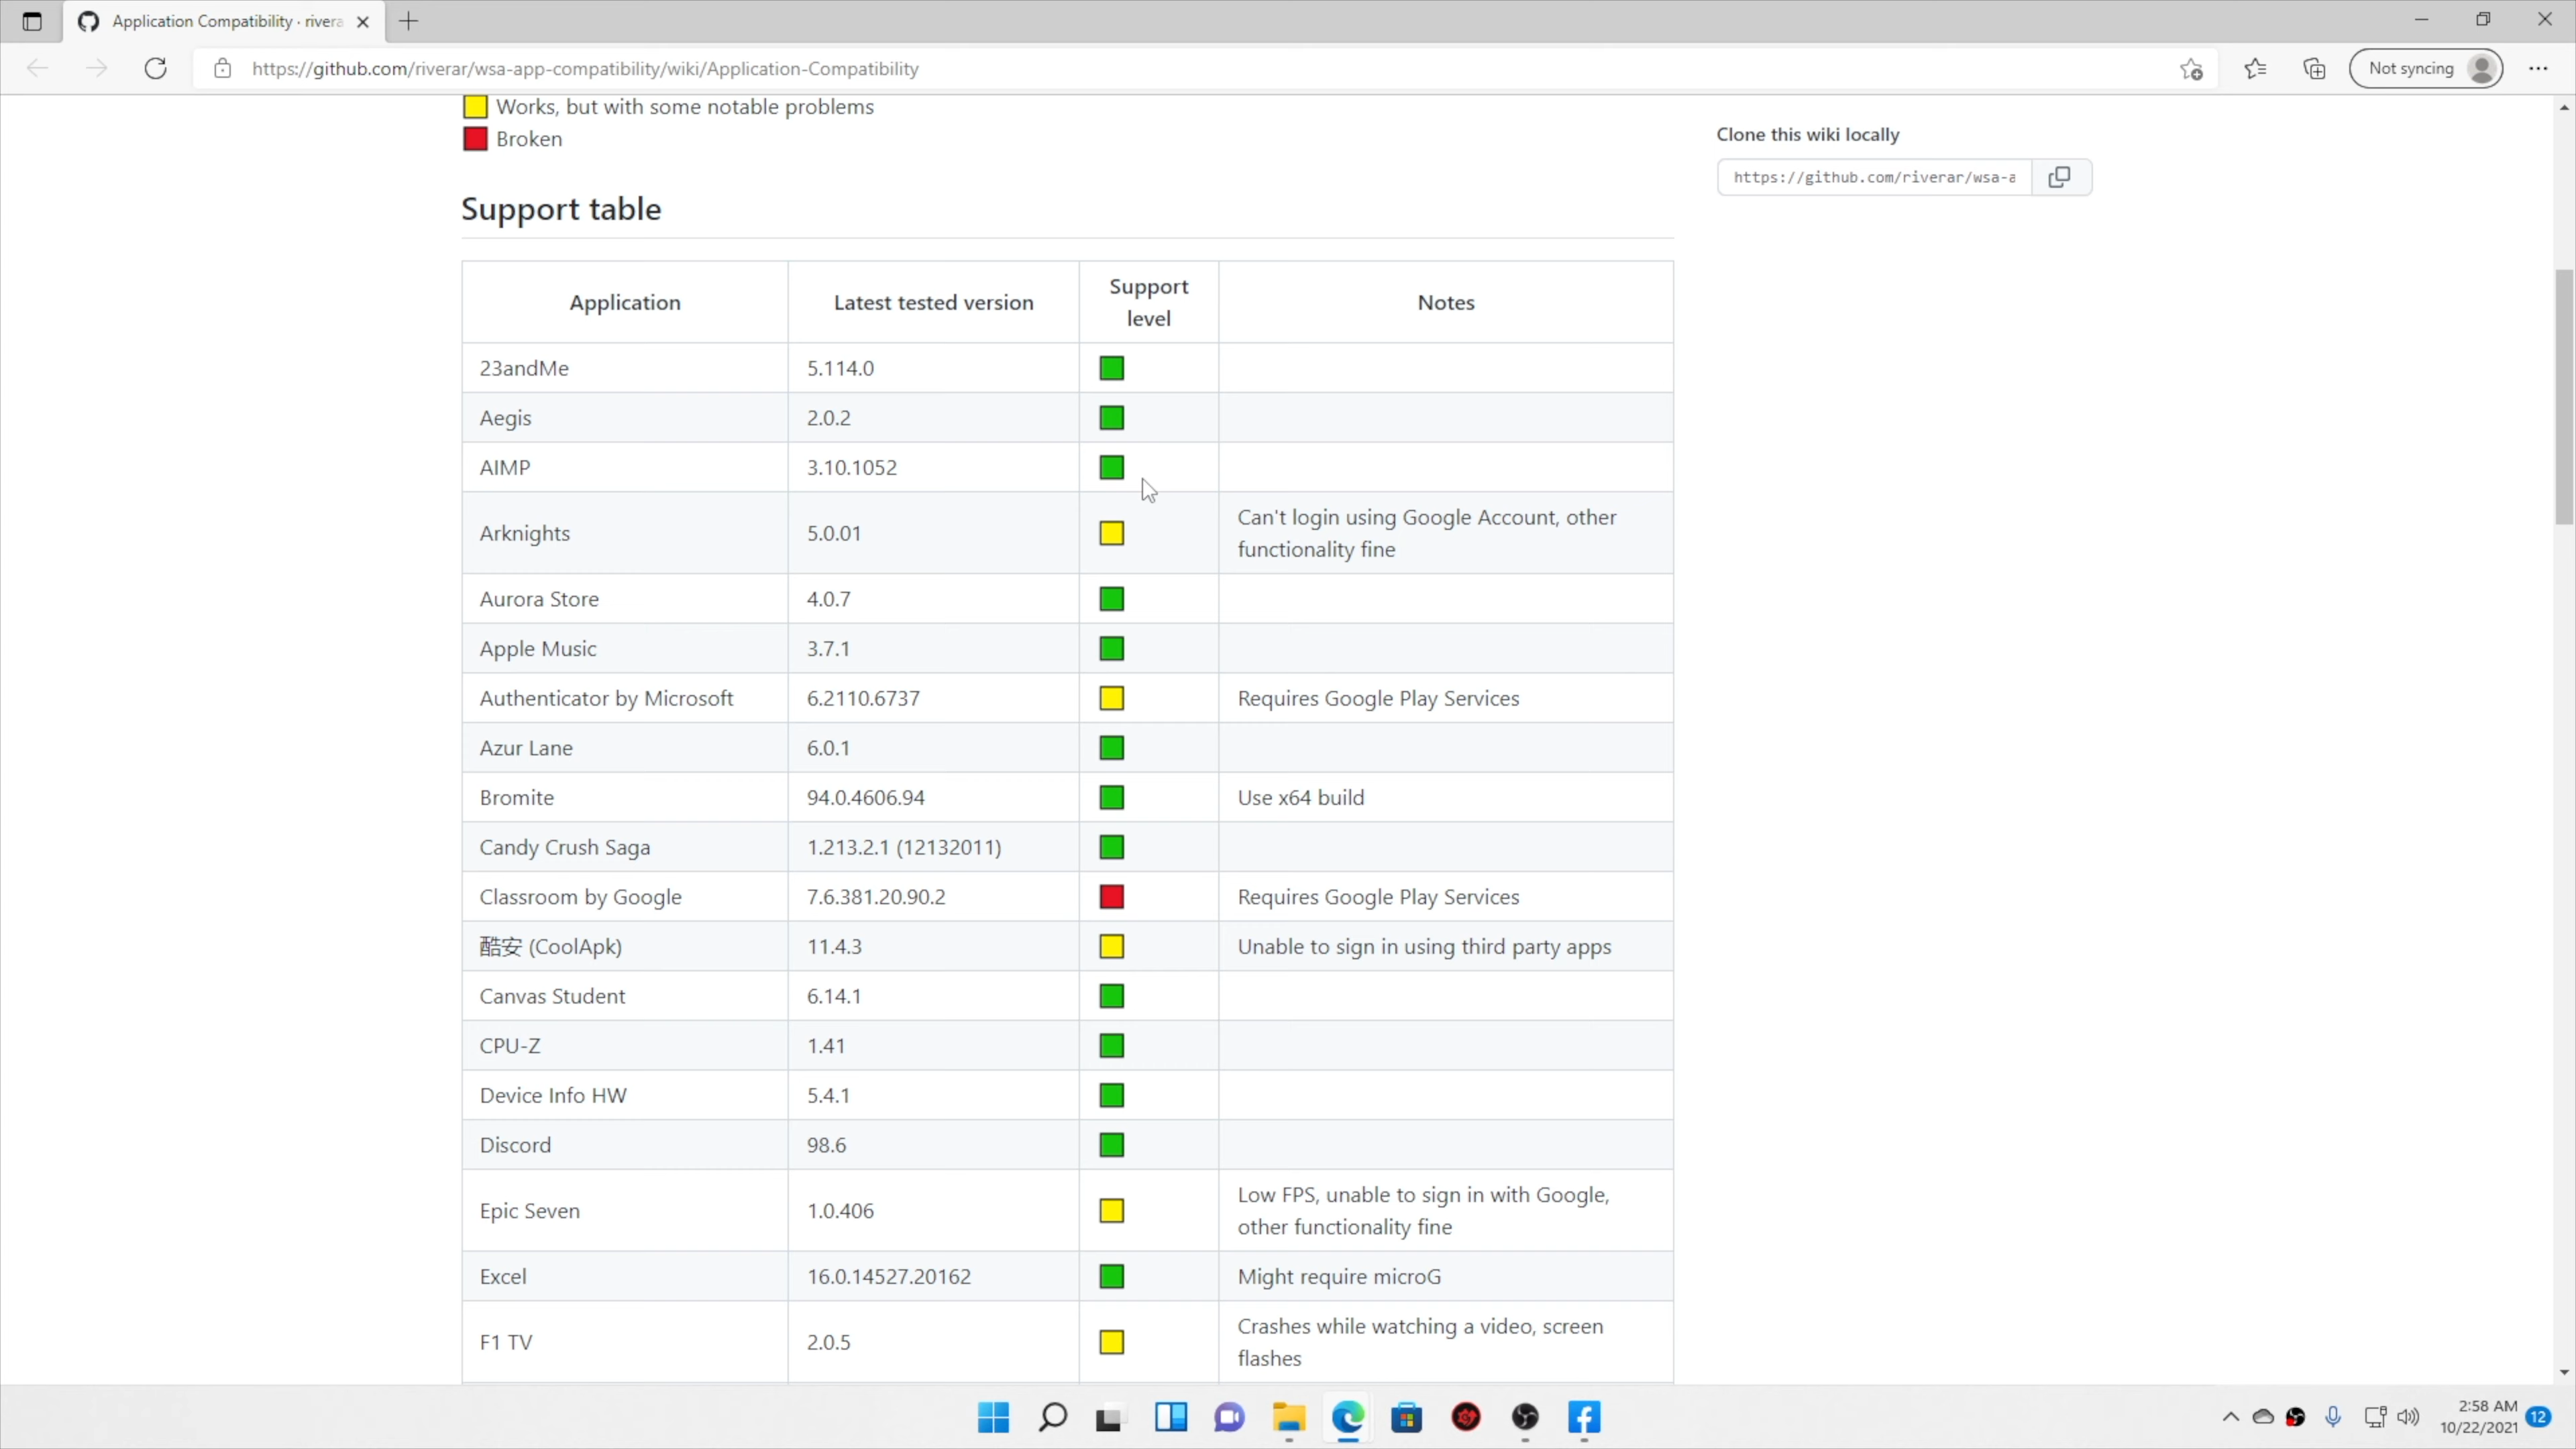 Application Compatibility · rivera
https://github.com/riverar/wsa-app-compatibility/wiki/Application-Compatibility
Not syncing
Works, but with some notable problems
Broken
Clone this wiki locally
https://github.com/riverar/wsa-a
Support table
Application Latest tested version Support level Notes
23andMe 5.114.0
Aegis 2.0.2
AIMP 3.10.1052
Arknights 5.0.01 Can't login using Google Account, other
functionality fine
Aurora Store 4.0.7
Apple Music 3.7.1
Authenticator by Microsoft 6.2110.6737 Requires Google Play Services
Azur Lane 6.0.1
Bromite 94.0.4606.94 Use x64 build
Candy Crush Saga 1.213.2.1 (12132011)
Classroom by Google 7.6.381.20.90.2 Requires Google Play Services
酷安 (CoolApk) 11.4.3 Unable to sign in using third party apps
Canvas Student 6.14.1
CPU-Z 1.41
Device Info HW 5.4.1
Discord 98.6
Epic Seven 1.0.406 Low FPS, unable to sign in with Google,
other functionality fine
Excel 16.0.14527.20162 Might require microG
F1 TV 2.0.5 Crashes while watching a video, screen
flashes
2:58 AM
10/22/2021
12